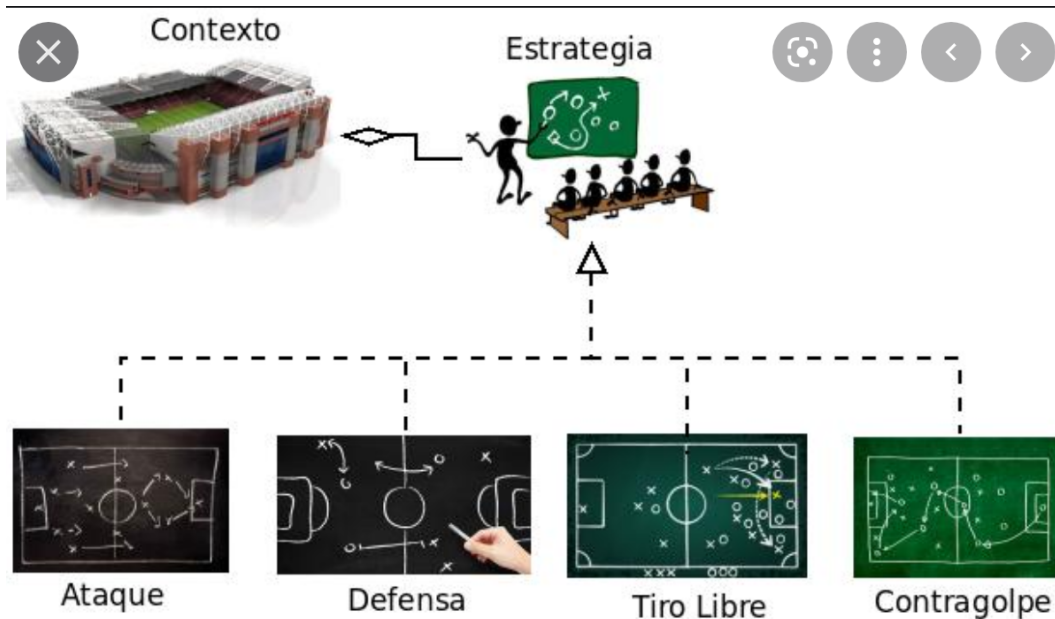 Contexto
Estrategia
Ataque
Defensa
Tiro Libre
Contragolpe